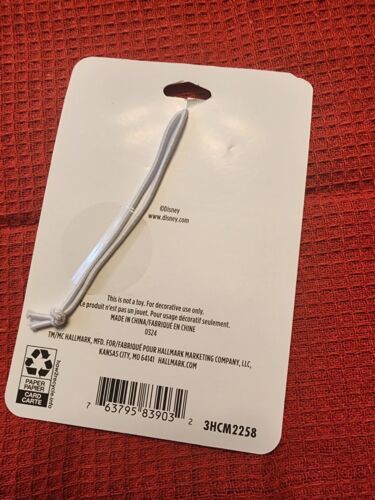 ©Disney
www.disney.com
This is not a toy. For decorative use only.
Ce produit n'est pas un jouet. Pour usage décoratif seulement.
MADE IN CHINA/FABRIQUÉ EN CHINE
0324
TM/MC HALLMARK, MFD. FOR/FABRIQUÉ POUR HALLMARK MARKETING COMPANY, LLC,
KANSAS CITY, MO 64141 HALLMARK.COM
how2recycle.info
PAPER
PAPIER
CARD
CARTE
7 63795 83903 2
3HCM2258